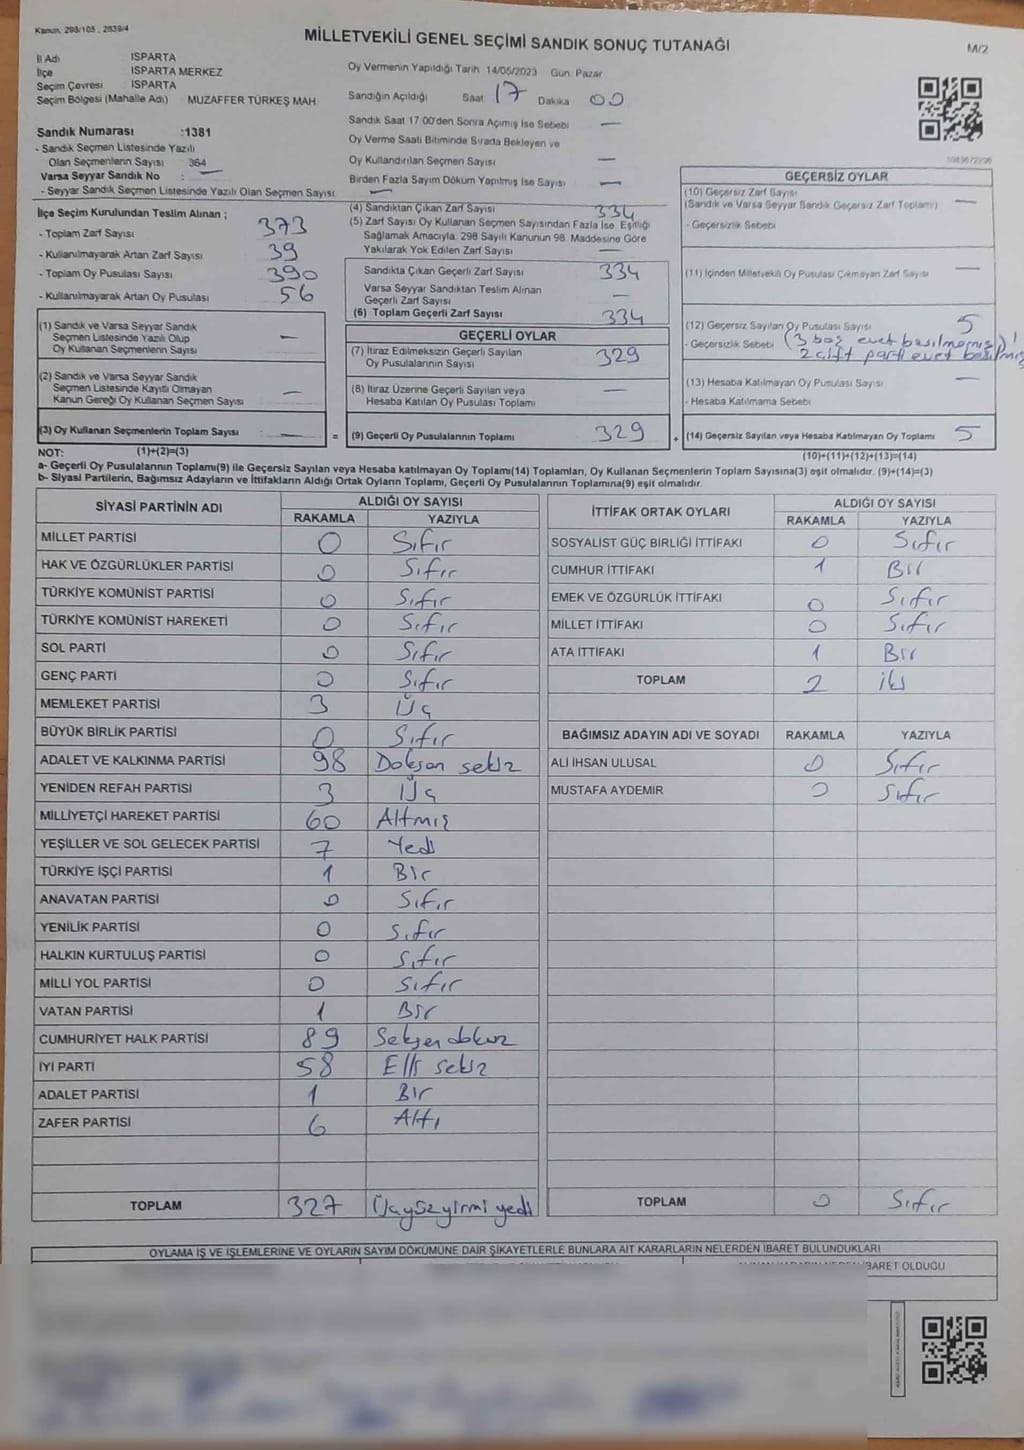 Kanun, 298/105 , 2839/4
MİLLETVEKİLİ GENEL SEÇİMİ SANDIK SONUÇ TUTANAĞI
M/2
İl Adı : ISPARTA
İlçe : ISPARTA MERKEZ
Seçim Çevresi : ISPARTA
Seçim Bölgesi (Mahalle Adı) : MUZAFFER TÜRKEŞ MAH.
Sandık Numarası :1381
- Sandık Seçmen Listesinde Yazılı
Olan Seçmenlerin Sayısı : 364
Varsa Seyyar Sandık No : —
- Seyyar Sandık Seçmen Listesinde Yazılı Olan Seçmen Sayısı: —
Oy Vermenin Yapıldığı Tarih 14/05/2023 Gün: Pazar
Sandığın Açıldığı Saat 17 Dakika 00
Sandık Saat 17:00'den Sonra Açılmış İse Sebebi —
Oy Verme Saati Bitiminde Sırada Bekleyen ve
Oy Kullandırılan Seçmen Sayısı —
Birden Fazla Sayım Döküm Yapılmış İse Sayısı —
İlçe Seçim Kurulundan Teslim Alınan ;
- Toplam Zarf Sayısı 373
- Kullanılmayarak Artan Zarf Sayısı 39
- Toplam Oy Pusulası Sayısı 390
- Kullanılmayarak Artan Oy Pusulası 56
(1) Sandık ve Varsa Seyyar Sandık
Seçmen Listesinde Yazılı Olup
Oy Kullanan Seçmenlerin Sayısı —
(2) Sandık ve Varsa Seyyar Sandık
Seçmen Listesinde Kayıtlı Olmayan
Kanun Gereği Oy Kullanan Seçmen Sayısı —
(3) Oy Kullanan Seçmenlerin Toplam Sayısı —
=
(4) Sandıktan Çıkan Zarf Sayısı 334
(5) Zarf Sayısı Oy Kullanan Seçmen Sayısından Fazla İse, Eşitliği
Sağlamak Amacıyla, 298 Sayılı Kanunun 98. Maddesine Göre
Yakılarak Yok Edilen Zarf Sayısı —
Sandıkta Çıkan Geçerli Zarf Sayısı 334
Varsa Seyyar Sandıktan Teslim Alınan
Geçerli Zarf Sayısı —
(6) Toplam Geçerli Zarf Sayısı 334
GEÇERLİ OYLAR
(7) İtiraz Edilmeksizin Geçerli Sayılan
Oy Pusulalarının Sayısı 329
(8) İtiraz Üzerine Geçerli Sayılan veya
Hesaba Katılan Oy Pusulası Toplamı —
(9) Geçerli Oy Pusulalarının Toplamı 329
+
GEÇERSİZ OYLAR
(10) Geçersiz Zarf Sayısı
(Sandık ve Varsa Seyyar Sandık Geçersiz Zarf Toplamı) —
- Geçersizlik Sebebi
(11) İçinden Milletvekili Oy Pusulası Çıkmayan Zarf Sayısı —
(12) Geçersiz Sayılan Oy Pusulası Sayısı 5
- Geçersizlik Sebebi (3 boş evet basılmamış)!
2 çift parti evet basılmış
(13) Hesaba Katılmayan Oy Pusulası Sayısı —
- Hesaba Katılmama Sebebi
(14) Geçersiz Sayılan veya Hesaba Katılmayan Oy Toplamı 5
NOT: (1)+(2)=(3)
(10)+(11)+(12)+(13)=(14)
a- Geçerli Oy Pusulalarının Toplamı(9) ile Geçersiz Sayılan veya Hesaba katılmayan Oy Toplamı(14) Toplamları, Oy Kullanan Seçmenlerin Toplam Sayısına(3) eşit olmalıdır. (9)+(14)=(3)
b- Siyasi Partilerin, Bağımsız Adayların ve İttifakların Aldığı Ortak Oyların Toplamı, Geçerli Oy Pusulalarının Toplamına(9) eşit olmalıdır.
SİYASİ PARTİNİN ADI ALDIĞI OY SAYISI
RAKAMLA YAZIYLA
MİLLET PARTİSİ 0 Sıfır
HAK VE ÖZGÜRLÜKLER PARTİSİ 0 Sıfır
TÜRKİYE KOMÜNİST PARTİSİ 0 Sıfır
TÜRKİYE KOMÜNİST HAREKETİ 0 Sıfır
SOL PARTİ 0 Sıfır
GENÇ PARTİ 0 Sıfır
MEMLEKET PARTİSİ 3 Üç
BÜYÜK BİRLİK PARTİSİ 0 Sıfır
ADALET VE KALKINMA PARTİSİ 98 Doksan sekiz
YENİDEN REFAH PARTİSİ 3 Üç
MİLLİYETÇİ HAREKET PARTİSİ 60 Altmış
YEŞİLLER VE SOL GELECEK PARTİSİ 7 Yedi
TÜRKİYE İŞÇİ PARTİSİ 1 Bir
ANAVATAN PARTİSİ 0 Sıfır
YENİLİK PARTİSİ 0 Sıfır
HALKIN KURTULUŞ PARTİSİ 0 Sıfır
MİLLİ YOL PARTİSİ 0 Sıfır
VATAN PARTİSİ 1 Bir
CUMHURİYET HALK PARTİSİ 89 Seksen dokuz
İYİ PARTİ 58 Elli sekiz
ADALET PARTİSİ 1 Bir
ZAFER PARTİSİ 6 Altı
TOPLAM 327 Üçyüzyirmi yedi
İTTİFAK ORTAK OYLARI ALDIĞI OY SAYISI
RAKAMLA YAZIYLA
SOSYALİST GÜÇ BİRLİĞİ İTTİFAKI 0 Sıfır
CUMHUR İTTİFAKI 1 Bir
EMEK VE ÖZGÜRLÜK İTTİFAKI 0 Sıfır
MİLLET İTTİFAKI 0 Sıfır
ATA İTTİFAKI 1 Bir
TOPLAM 2 iki
BAĞIMSIZ ADAYIN ADI VE SOYADI RAKAMLA YAZIYLA
ALİ İHSAN ULUSAL 0 Sıfır
MUSTAFA AYDEMİR 0 Sıfır
TOPLAM 0 Sıfır
OYLAMA İŞ VE İŞLEMLERİNE VE OYLARIN SAYIM DÖKÜMÜNE DAİR ŞİKAYETLERLE BUNLARA AİT KARARLARIN NELERDEN İBARET BULUNDUKLARI
İBARET OLDUĞU